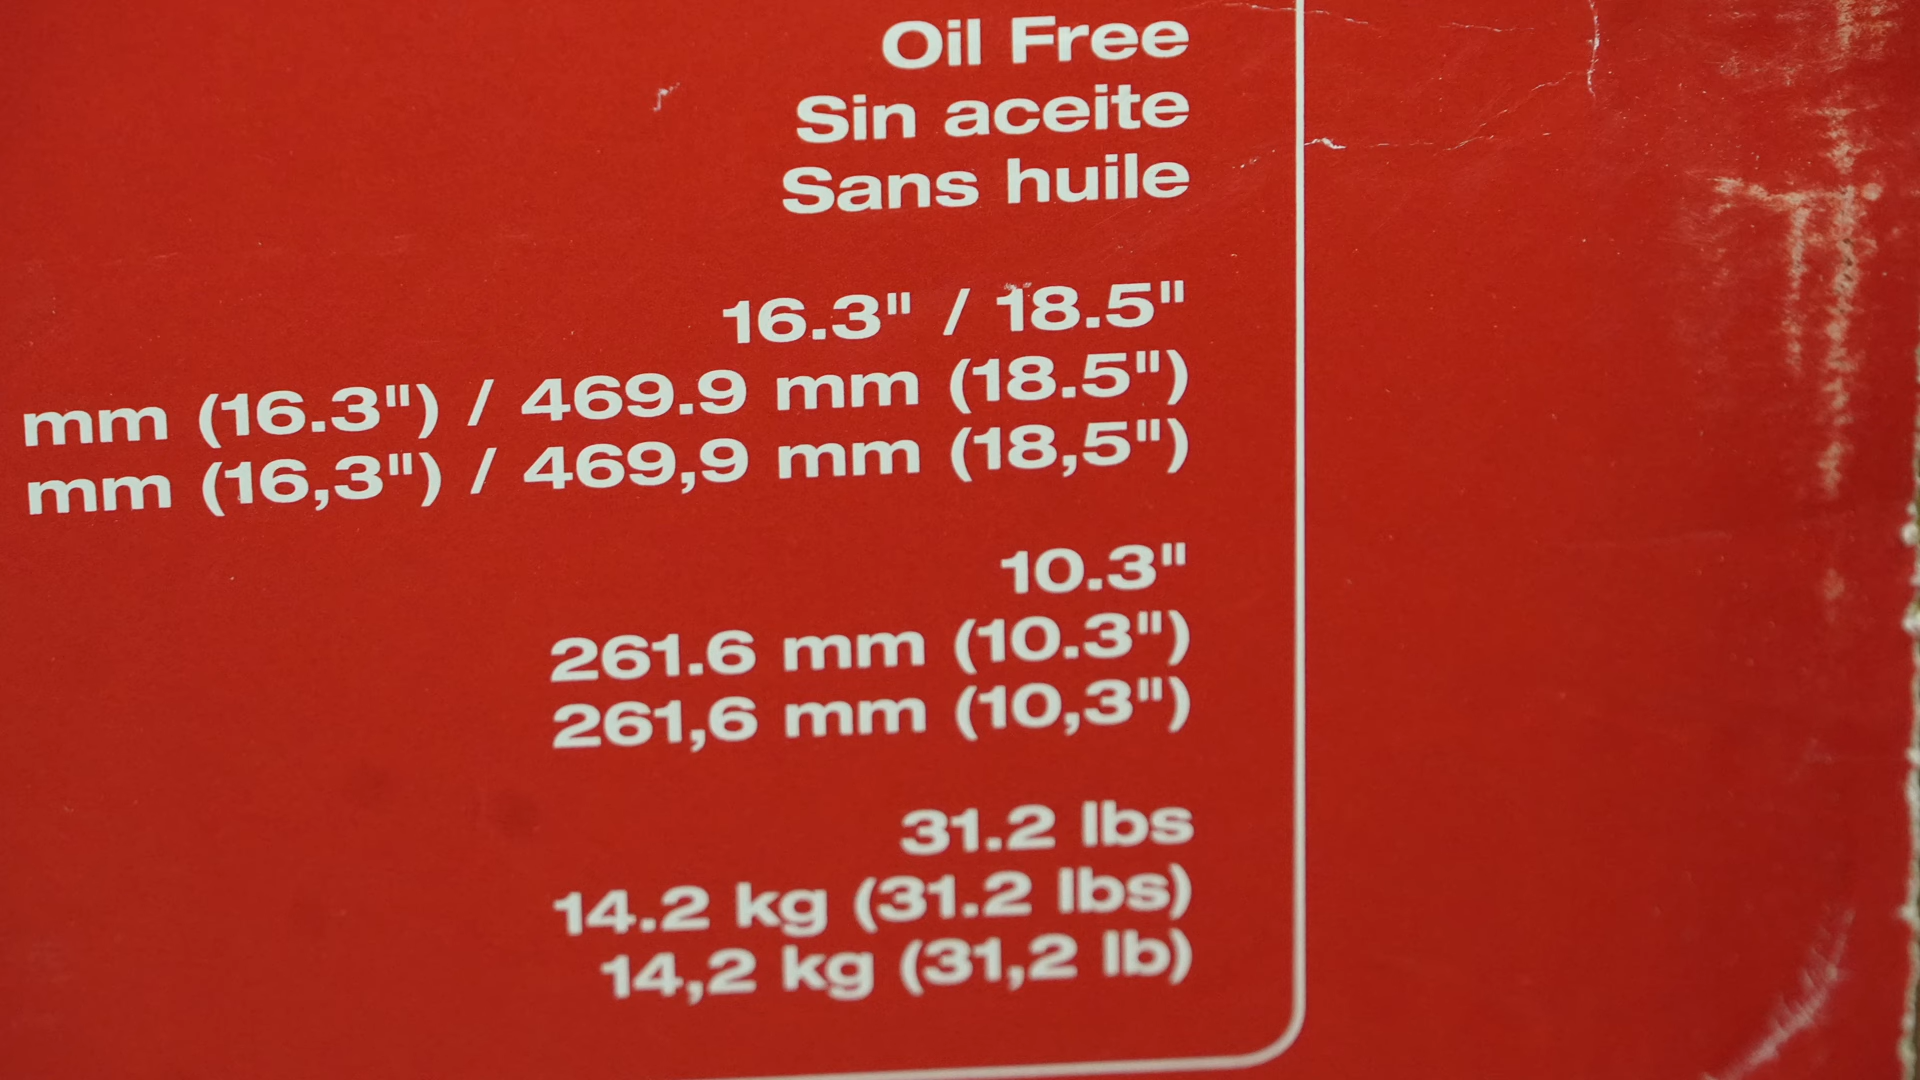 Oil Free
Sin aceite
Sans huile
16.3" / 18.5"
mm (16.3") / 469.9 mm (18.5")
mm (16,3") / 469,9 mm (18,5")
10.3"
261.6 mm (10.3")
261,6 mm (10,3")
31.2 lbs
14.2 kg (31.2 lbs)
14,2 kg (31,2 lb)